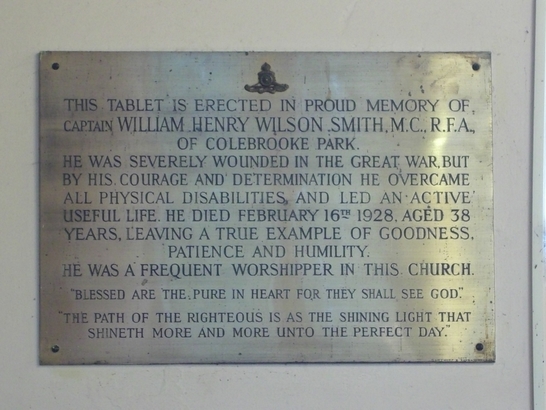 THIS TABLET IS ERECTED IN PROUD MEMORY OF
CAPTAIN WILLIAM HENRY WILSON SMITH, M.C., R.F.A.,
OF COLEBROOKE PARK.
HE WAS SEVERELY WOUNDED IN THE GREAT WAR, BUT
BY HIS COURAGE AND DETERMINATION HE OVERCAME
ALL PHYSICAL DISABILITIES, AND LED AN ACTIVE
USEFUL LIFE. HE DIED FEBRUARY 16TH 1928, AGED 38
YEARS, LEAVING A TRUE EXAMPLE OF GOODNESS,
PATIENCE AND HUMILITY.
HE WAS A FREQUENT WORSHIPPER IN THIS CHURCH.
"BLESSED ARE THE PURE IN HEART FOR THEY SHALL SEE GOD."
"THE PATH OF THE RIGHTEOUS IS AS THE SHINING LIGHT THAT
SHINETH MORE AND MORE UNTO THE PERFECT DAY."